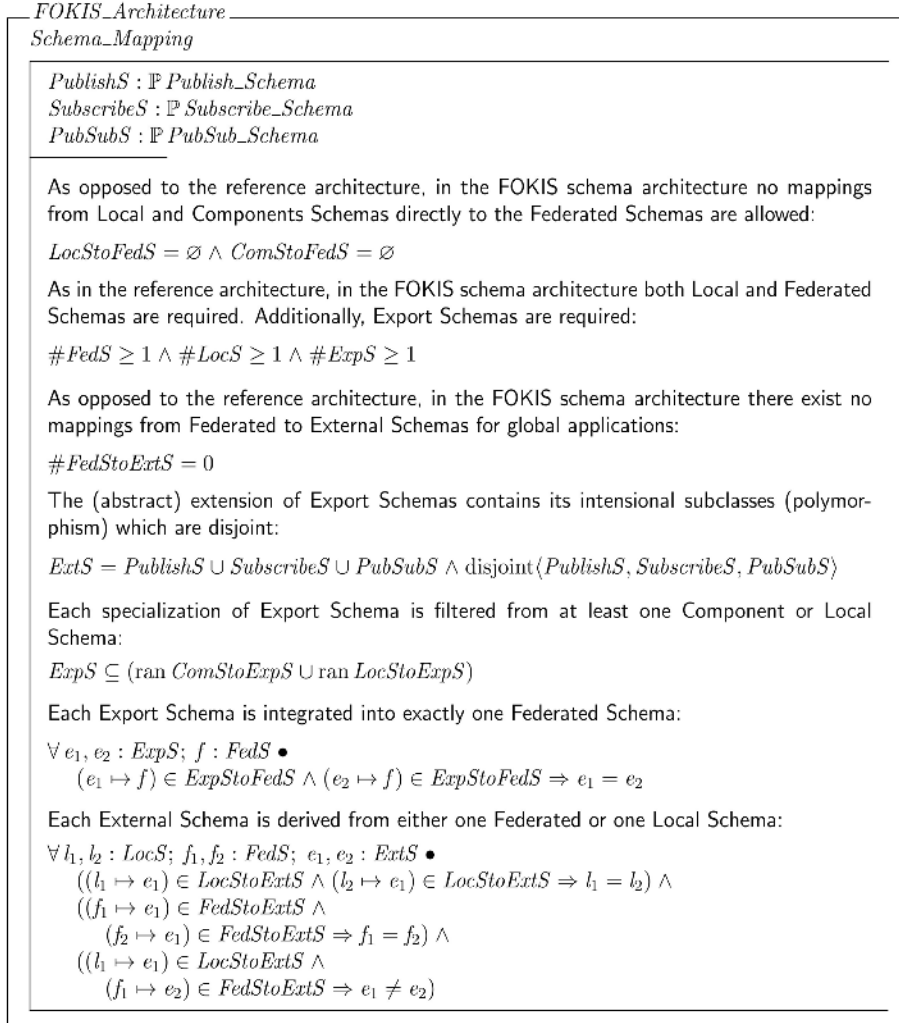 FOKIS_Architecture
Schema_Mapping
PublishS : ℙ Publish_Schema
SubscribeS : ℙ Subscribe_Schema
PubSubS : ℙ PubSub_Schema
As opposed to the reference architecture, in the FOKIS schema architecture no mappings
from Local and Components Schemas directly to the Federated Schemas are allowed:
LocStoFedS = ∅ ∧ ComStoFedS = ∅
As in the reference architecture, in the FOKIS schema architecture both Local and Federated
Schemas are required. Additionally, Export Schemas are required:
#FedS ≥ 1 ∧ #LocS ≥ 1 ∧ #ExpS ≥ 1
As opposed to the reference architecture, in the FOKIS schema architecture there exist no
mappings from Federated to External Schemas for global applications:
#FedStoExtS = 0
The (abstract) extension of Export Schemas contains its intensional subclasses (polymor-
phism) which are disjoint:
ExtS = PublishS ∪ SubscribeS ∪ PubSubS ∧ disjoint⟨PublishS, SubscribeS, PubSubS⟩
Each specialization of Export Schema is filtered from at least one Component or Local
Schema:
ExpS ⊆ (ran ComStoExpS ∪ ran LocStoExpS)
Each Export Schema is integrated into exactly one Federated Schema:
∀ e₁, e₂ : ExpS; f : FedS •
(e₁ ↦ f) ∈ ExpStoFedS ∧ (e₂ ↦ f) ∈ ExpStoFedS ⇒ e₁ = e₂
Each External Schema is derived from either one Federated or one Local Schema:
∀ l₁, l₂ : LocS; f₁, f₂ : FedS; e₁, e₂ : ExtS •
((l₁ ↦ e₁) ∈ LocStoExtS ∧ (l₂ ↦ e₁) ∈ LocStoExtS ⇒ l₁ = l₂) ∧
((f₁ ↦ e₁) ∈ FedStoExtS ∧
(f₂ ↦ e₁) ∈ FedStoExtS ⇒ f₁ = f₂) ∧
((l₁ ↦ e₁) ∈ LocStoExtS ∧
(f₁ ↦ e₂) ∈ FedStoExtS ⇒ e₁ ≠ e₂)